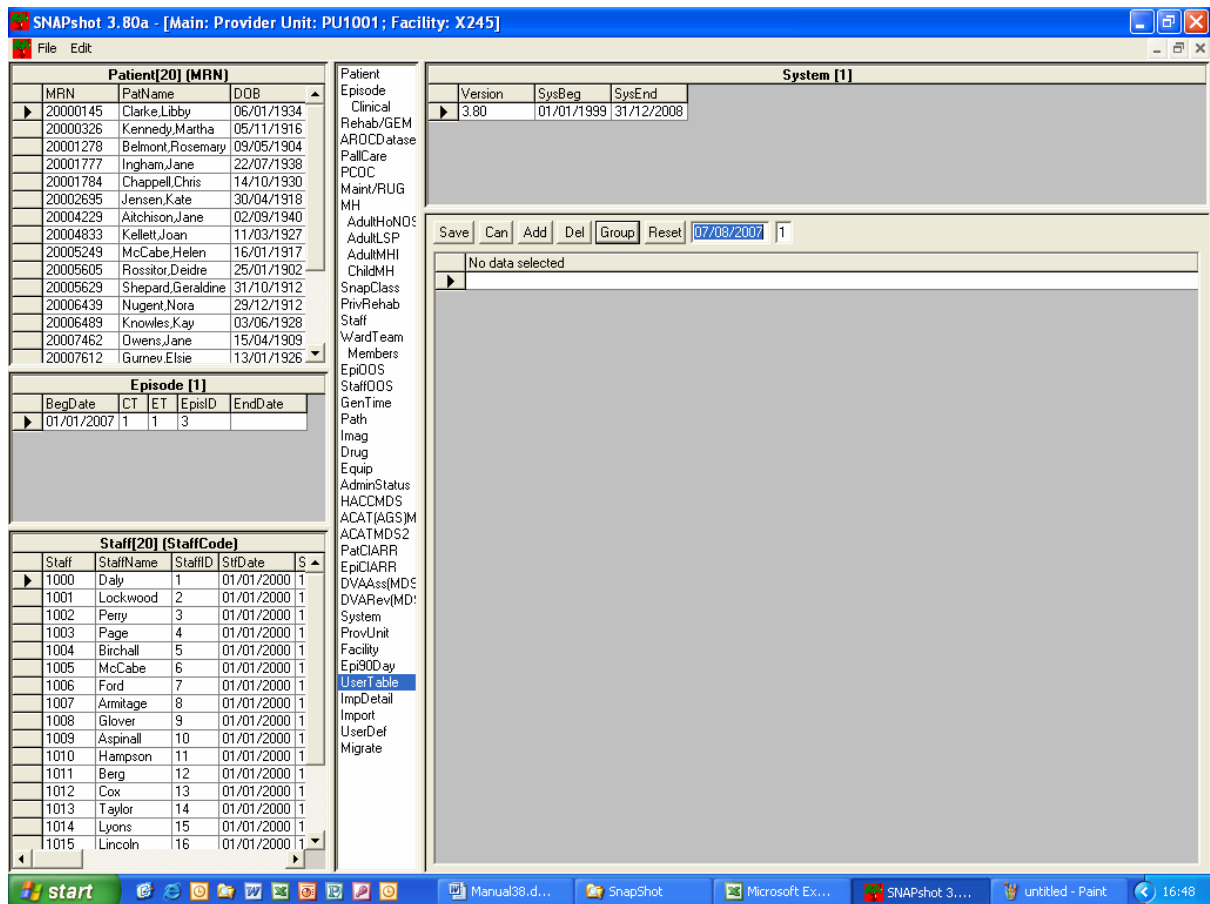 SNAPshot 3.80a - [Main: Provider Unit: PU1001; Facility: X245]
File Edit
Patient[20] (MRN)
MRN PatName DOB
20000145 Clarke,Libby 06/01/1934
20000326 Kennedy,Martha 05/11/1916
20001278 Belmont,Rosemary 09/05/1904
20001777 Ingham,Jane 22/07/1938
20001784 Chappell,Chris 14/10/1930
20002695 Jensen,Kate 30/04/1918
20004229 Aitchison,Jane 02/09/1940
20004833 Kellett,Joan 11/03/1927
20005249 McCabe,Helen 16/01/1917
20005605 Rossitor,Deidre 25/01/1902
20005629 Shepard,Geraldine 31/10/1912
20006439 Nugent,Nora 29/12/1912
20006489 Knowles,Kay 03/06/1928
20007462 Owens,Jane 15/04/1909
20007612 Gurney,Elsie 13/01/1926
Episode [1]
BegDate CT ET EpisID EndDate
01/01/2007 1 1 3
Staff[20] (StaffCode)
Staff StaffName StaffID StfDate S
1000 Daly 1 01/01/2000 1
1001 Lockwood 2 01/01/2000 1
1002 Perry 3 01/01/2000 1
1003 Page 4 01/01/2000 1
1004 Birchall 5 01/01/2000 1
1005 McCabe 6 01/01/2000 1
1006 Ford 7 01/01/2000 1
1007 Armitage 8 01/01/2000 1
1008 Glover 9 01/01/2000 1
1009 Aspinall 10 01/01/2000 1
1010 Hampson 11 01/01/2000 1
1011 Berg 12 01/01/2000 1
1012 Cox 13 01/01/2000 1
1013 Taylor 14 01/01/2000 1
1014 Lyons 15 01/01/2000 1
1015 Lincoln 16 01/01/2000 1
Patient
Episode
Clinical
Rehab/GEM
AROCDatase
PallCare
PCOC
Maint/RUG
MH
AdultHoNOS
AdultLSP
AdultMHI
ChildMH
SnapClass
PrivRehab
Staff
WardTeam
Members
EpiOOS
StaffOOS
GenTime
Path
Imag
Drug
Equip
AdminStatus
HACCMDS
ACAT(AGS)M
ACATMDS2
PatCIARR
EpiCIARR
DVAAss(MDS
DVARev(MDS
System
ProvUnit
Facility
Epi90Day
UserTable
ImpDetail
Import
UserDef
Migrate
System [1]
Version SysBeg SysEnd
3.80 01/01/1999 31/12/2008
Save Can Add Del Group Reset 07/08/2007 1
No data selected
start Manual38.d... SnapShot Microsoft Ex... SNAPshot 3.... untitled - Paint 16:48